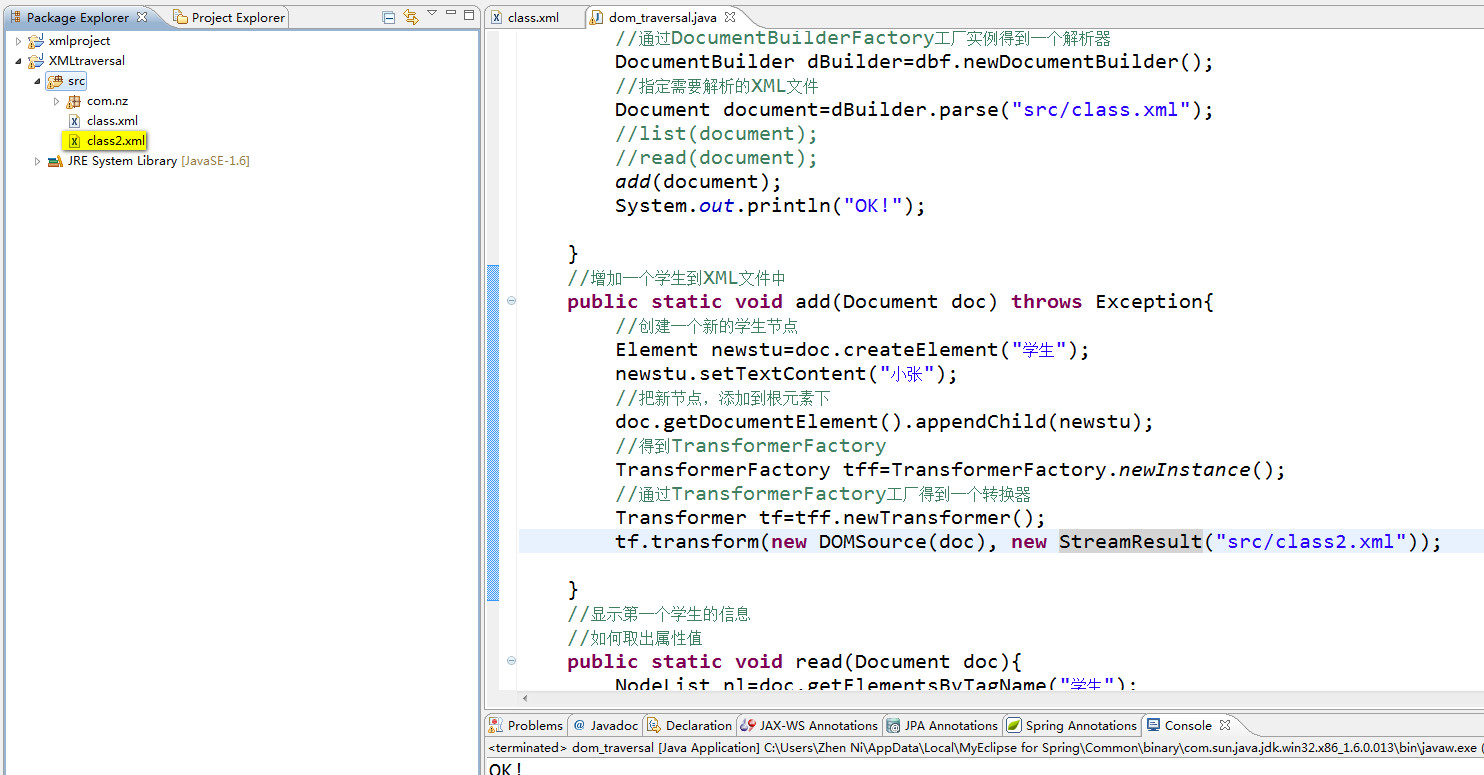 Package Explorer
Project Explorer
xmlproject
XMLtraversal
src
com.nz
class.xml
class2.xml
JRE System Library [JavaSE-1.6]
class.xml
dom_traversal.java
//通过DocumentBuilderFactory工厂实例得到一个解析器
DocumentBuilder dBuilder=dbf.newDocumentBuilder();
//指定需要解析的XML文件
Document document=dBuilder.parse("src/class.xml");
//list(document);
//read(document);
add(document);
System.out.println("OK!");
}
//增加一个学生到XML文件中
public static void add(Document doc) throws Exception{
//创建一个新的学生节点
Element newstu=doc.createElement("学生");
newstu.setTextContent("小张");
//把新节点，添加到根元素下
doc.getDocumentElement().appendChild(newstu);
//得到TransformerFactory
TransformerFactory tff=TransformerFactory.newInstance();
//通过TransformerFactory工厂得到一个转换器
Transformer tf=tff.newTransformer();
tf.transform(new DOMSource(doc), new StreamResult("src/class2.xml"));
}
//显示第一个学生的信息
//如何取出属性值
public static void read(Document doc){
NodeList nl=doc.getElementsByTagName("学生");
Problems
@ Javadoc
Declaration
JAX-WS Annotations
JPA Annotations
Spring Annotations
Console
<terminated> dom_traversal [Java Application] C:\Users\Zhen Ni\AppData\Local\MyEclipse for Spring\Common\binary\com.sun.java.jdk.win32.x86_1.6.0.013\bin\javaw.exe (
OK!